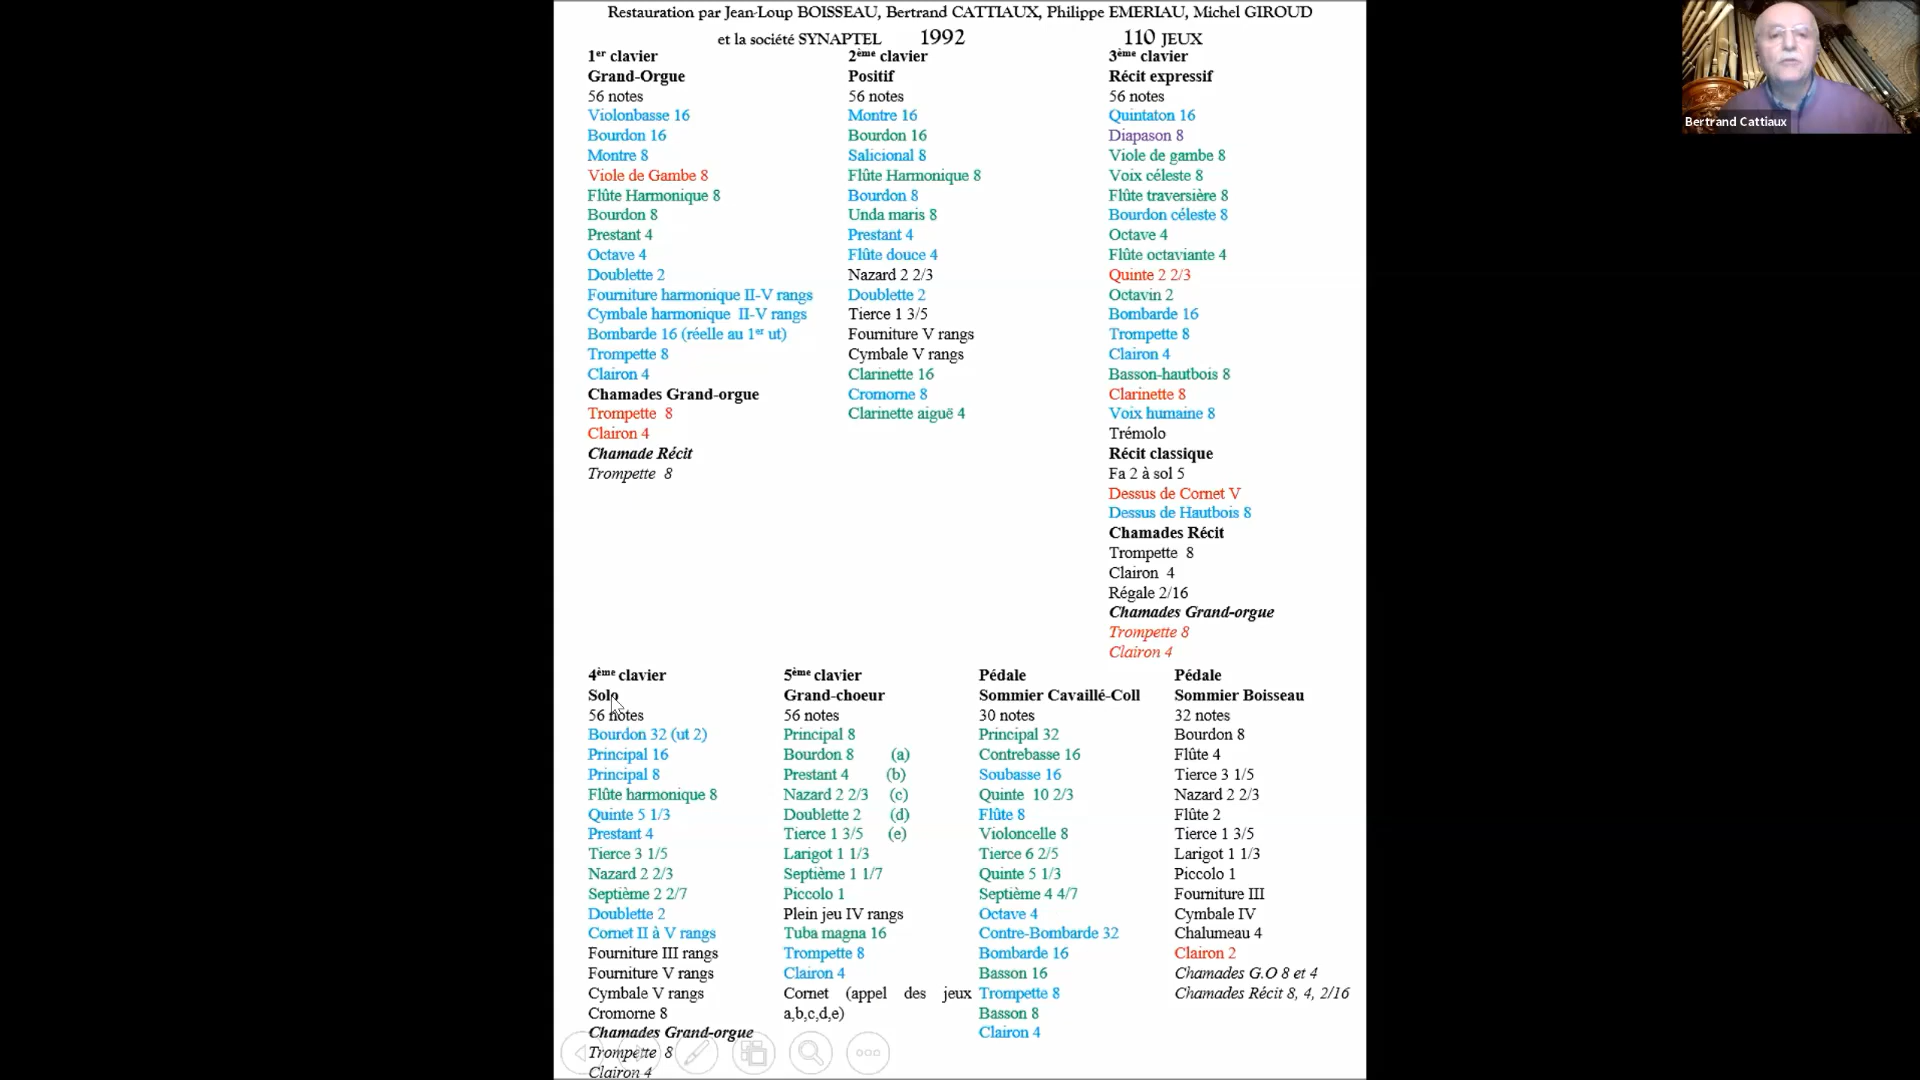 Restauration par Jean-Loup BOISSEAU, Bertrand CATTIAUX, Philippe EMERIAU, Michel GIROUD
et la société SYNAPTEL 1992 110 JEUX
1er clavier
Grand-Orgue
56 notes
Violonbasse 16
Bourdon 16
Montre 8
Viole de Gambe 8
Flûte Harmonique 8
Bourdon 8
Prestant 4
Octave 4
Doublette 2
Fourniture harmonique II-V rangs
Cymbale harmonique II-V rangs
Bombarde 16 (réelle au 1er ut)
Trompette 8
Clairon 4
Chamades Grand-orgue
Trompette 8
Clairon 4
Chamade Récit
Trompette 8
2ème clavier
Positif
56 notes
Montre 16
Bourdon 16
Salicional 8
Flûte Harmonique 8
Bourdon 8
Unda maris 8
Prestant 4
Flûte douce 4
Nazard 2 2/3
Doublette 2
Tierce 1 3/5
Fourniture V rangs
Cymbale V rangs
Clarinette 16
Cromorne 8
Clarinette aiguë 4
3ème clavier
Récit expressif
56 notes
Quintaton 16
Diapason 8
Viole de gambe 8
Voix céleste 8
Flûte traversière 8
Bourdon céleste 8
Octave 4
Flûte octaviante 4
Quinte 2 2/3
Octavin 2
Bombarde 16
Trompette 8
Clairon 4
Basson-hautbois 8
Clarinette 8
Voix humaine 8
Trémolo
Récit classique
Fa 2 à sol 5
Dessus de Cornet V
Dessus de Hautbois 8
Chamades Récit
Trompette 8
Clairon 4
Régale 2/16
Chamades Grand-orgue
Trompette 8
Clairon 4
4ème clavier
Solo
56 notes
Bourdon 32 (ut 2)
Principal 16
Principal 8
Flûte harmonique 8
Quinte 5 1/3
Prestant 4
Tierce 3 1/5
Nazard 2 2/3
Septième 2 2/7
Doublette 2
Cornet II à V rangs
Fourniture III rangs
Fourniture V rangs
Cymbale V rangs
Cromorne 8
Chamades Grand-orgue
Trompette 8
Clairon 4
5ème clavier
Grand-choeur
56 notes
Principal 8
Bourdon 8 (a)
Prestant 4 (b)
Nazard 2 2/3 (c)
Doublette 2 (d)
Tierce 1 3/5 (e)
Larigot 1 1/3
Septième 1 1/7
Piccolo 1
Plein jeu IV rangs
Tuba magna 16
Trompette 8
Clairon 4
Cornet (appel des jeux
a,b,c,d,e)
Pédale
Sommier Cavaillé-Coll
30 notes
Principal 32
Contrebasse 16
Soubasse 16
Quinte 10 2/3
Flûte 8
Violoncelle 8
Tierce 6 2/5
Quinte 5 1/3
Septième 4 4/7
Octave 4
Contre-Bombarde 32
Bombarde 16
Basson 16
Trompette 8
Basson 8
Clairon 4
Pédale
Sommier Boisseau
32 notes
Bourdon 8
Flûte 4
Tierce 3 1/5
Nazard 2 2/3
Flûte 2
Tierce 1 3/5
Larigot 1 1/3
Piccolo 1
Fourniture III
Cymbale IV
Chalumeau 4
Clairon 2
Chamades G.O 8 et 4
Chamades Récit 8, 4, 2/16
Bertrand Cattiaux